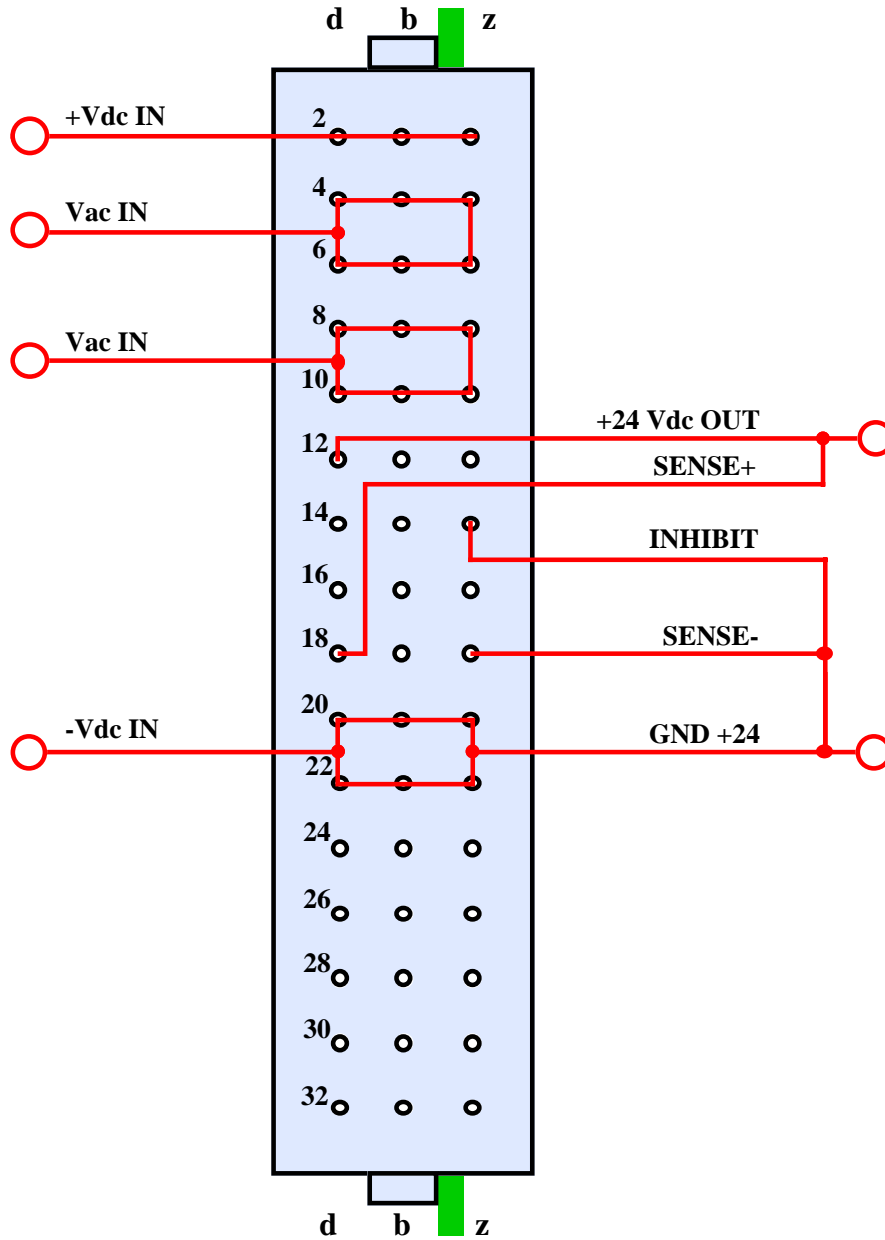 d b z
+Vdc IN
2
4
Vac IN
6
8
Vac IN
10
+24 Vdc OUT
12
SENSE+
14
INHIBIT
16
18
SENSE-
20
-Vdc IN
GND +24
22
24
26
28
30
32
d b z